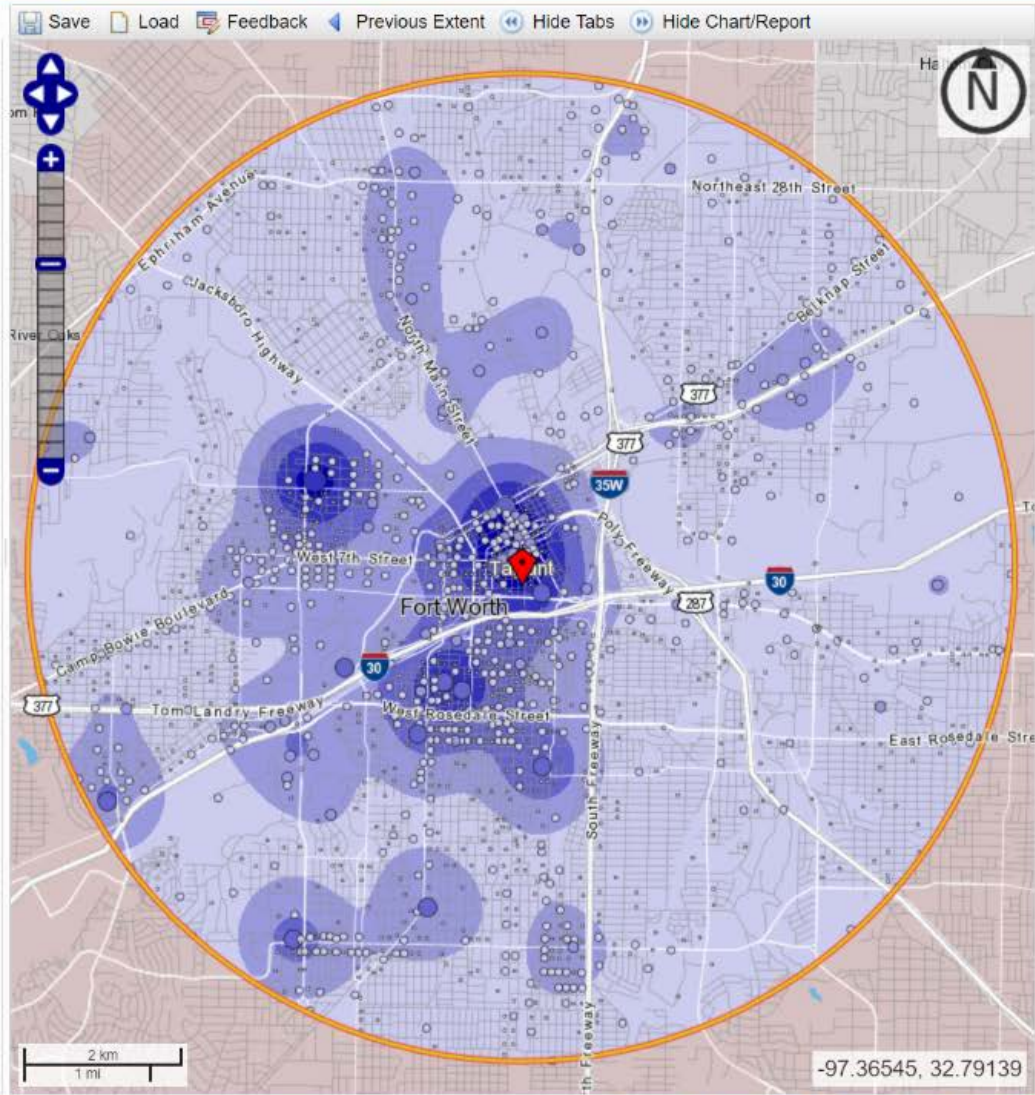 Save Load Feedback Previous Extent Hide Tabs Hide Chart/Report
N
Northeast 28th Street
Ephriham Avenue
Belknap Street
Jacksboro Highway
River Oaks
North Main Street
377
377
35W
Poly Freeway
West 7th Street
30
287
Fort Worth
Camp Bowie Boulevard
30
377
Tom Landry Freeway
West Rosedale Street
East Rosedale Stre
South Freeway
th Freeway
2 km
1 mi
-97.36545, 32.79139